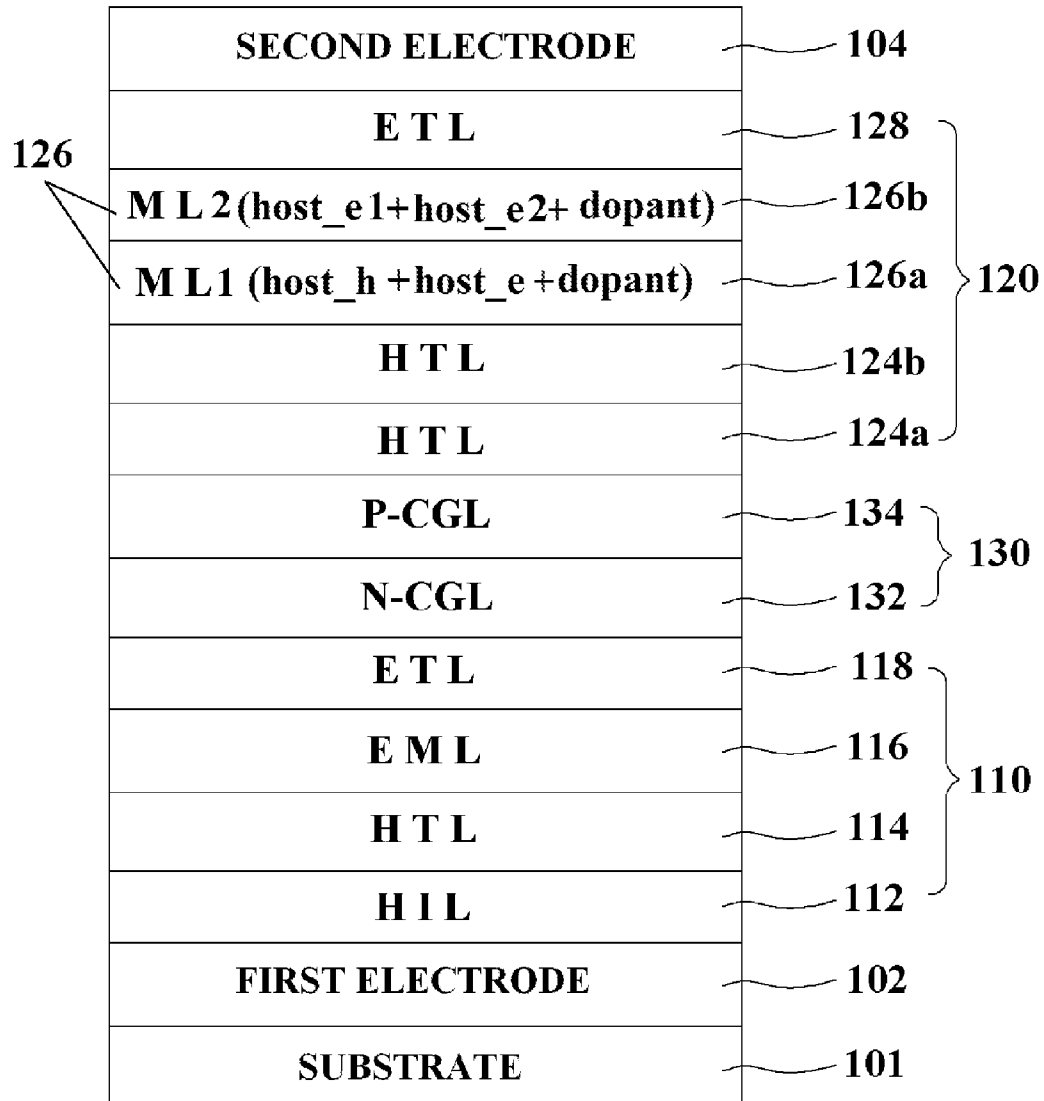 SECOND ELECTRODE 104
E T L 128
126
M L 2 (host_e1+host_e2+ dopant) 126b
M L1 (host_h +host_e +dopant) 126a
120
H T L 124b
H T L 124a
P-CGL 134
130
N-CGL 132
E T L 118
E M L 116
110
H T L 114
H I L 112
FIRST ELECTRODE 102
SUBSTRATE 101